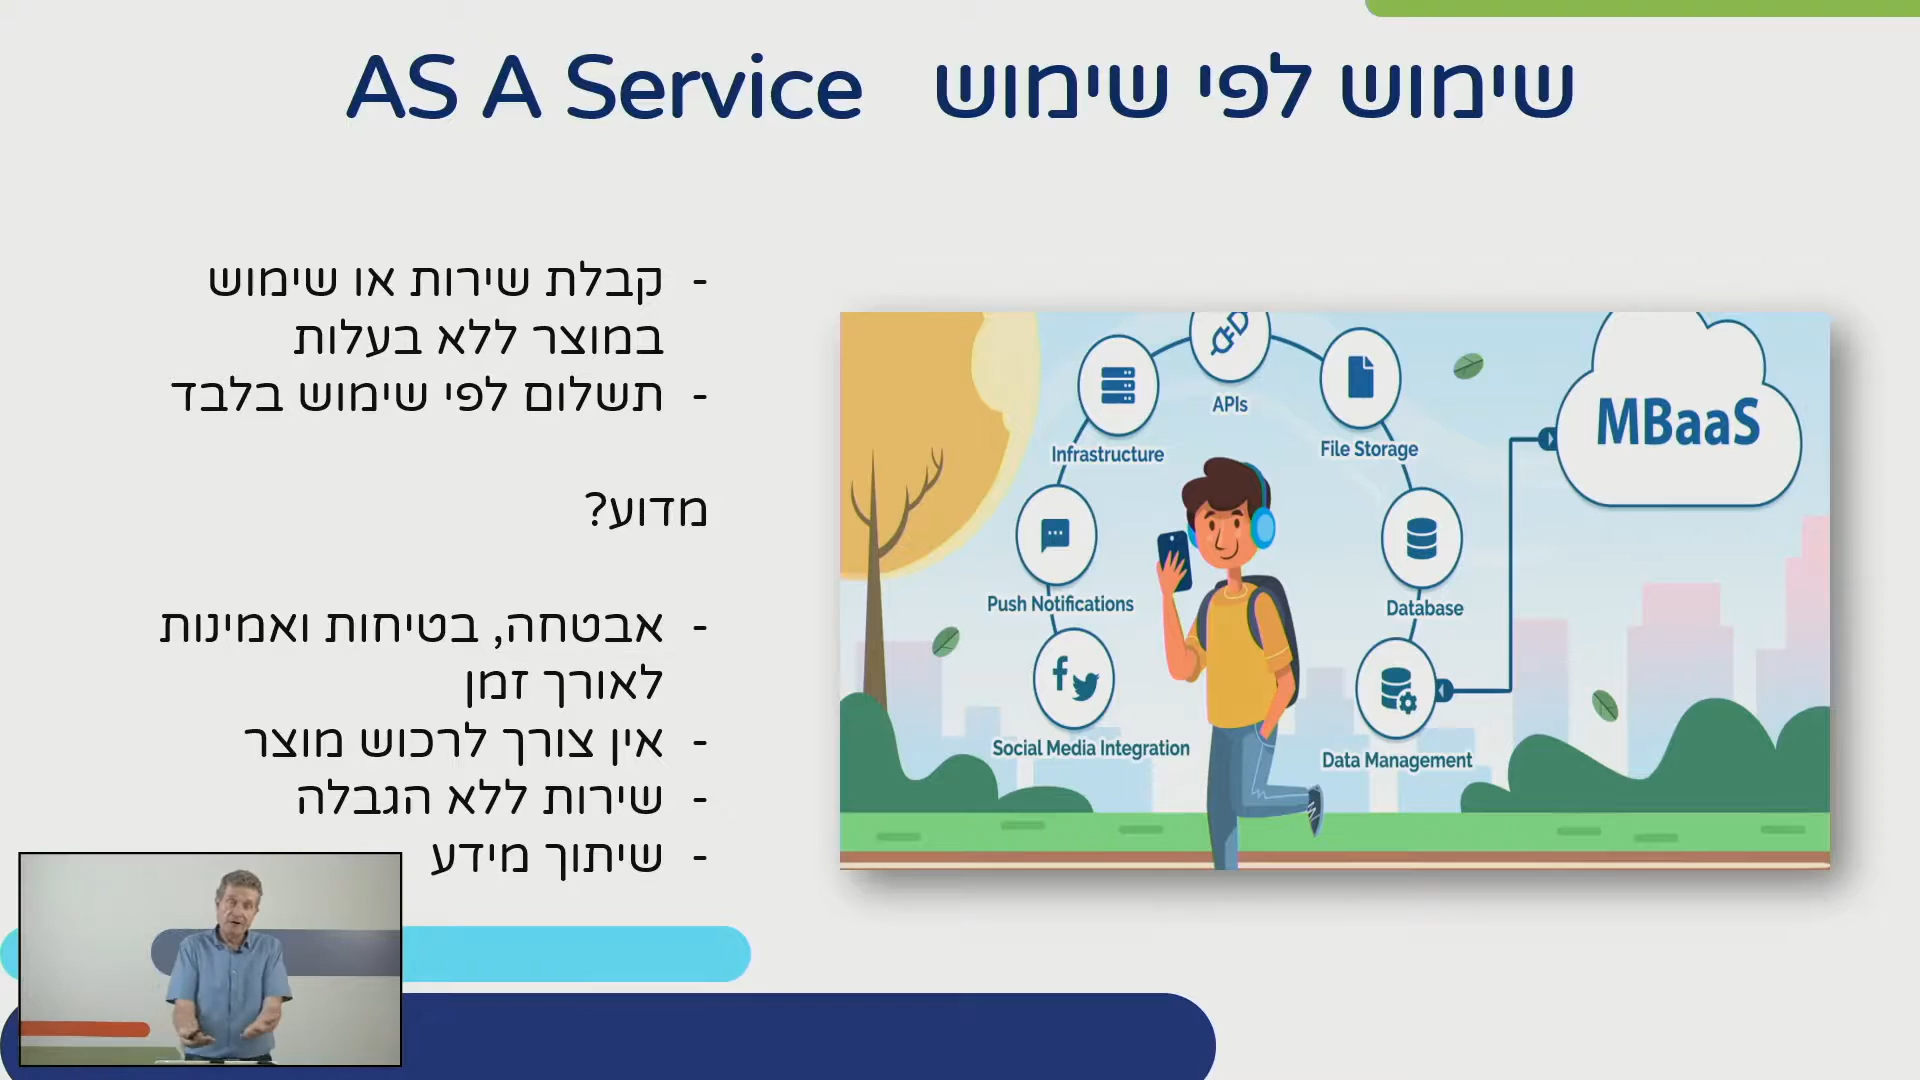 שימוש לפי שימוש AS A Service
- קבלת שירות או שימוש
במוצר ללא בעלות
- תשלום לפי שימוש בלבד
מדוע?
- אבטחה, בטיחות ואמינות
לאורך זמן
- אין צורך לרכוש מוצר
- שירות ללא הגבלה
- שיתוך מידע
APIs
Infrastructure
File Storage
MBaaS
Push Notifications
Database
Social Media Integration
Data Management